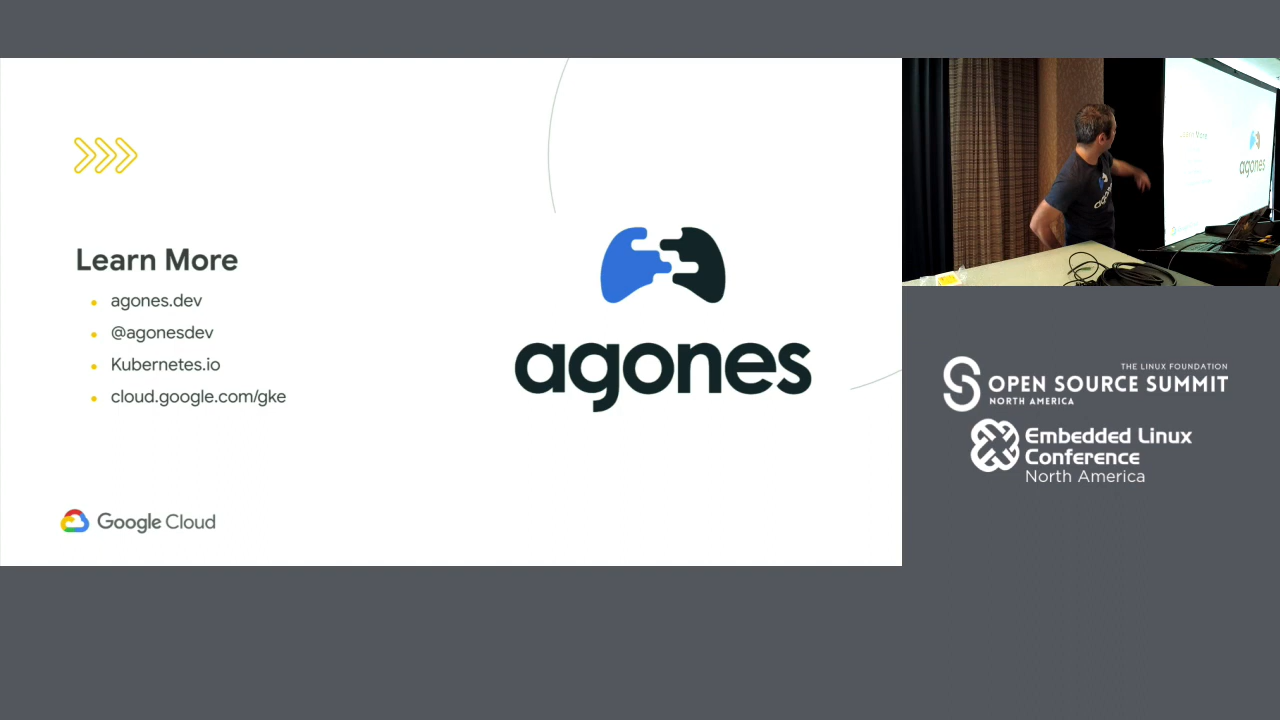 Learn More
agones.dev
@agonesdev
Kubernetes.io
cloud.google.com/gke
Google Cloud
agones
agones
THE LINUX FOUNDATION
OPEN SOURCE SUMMIT
NORTH AMERICA
Embedded Linux
Conference
North America